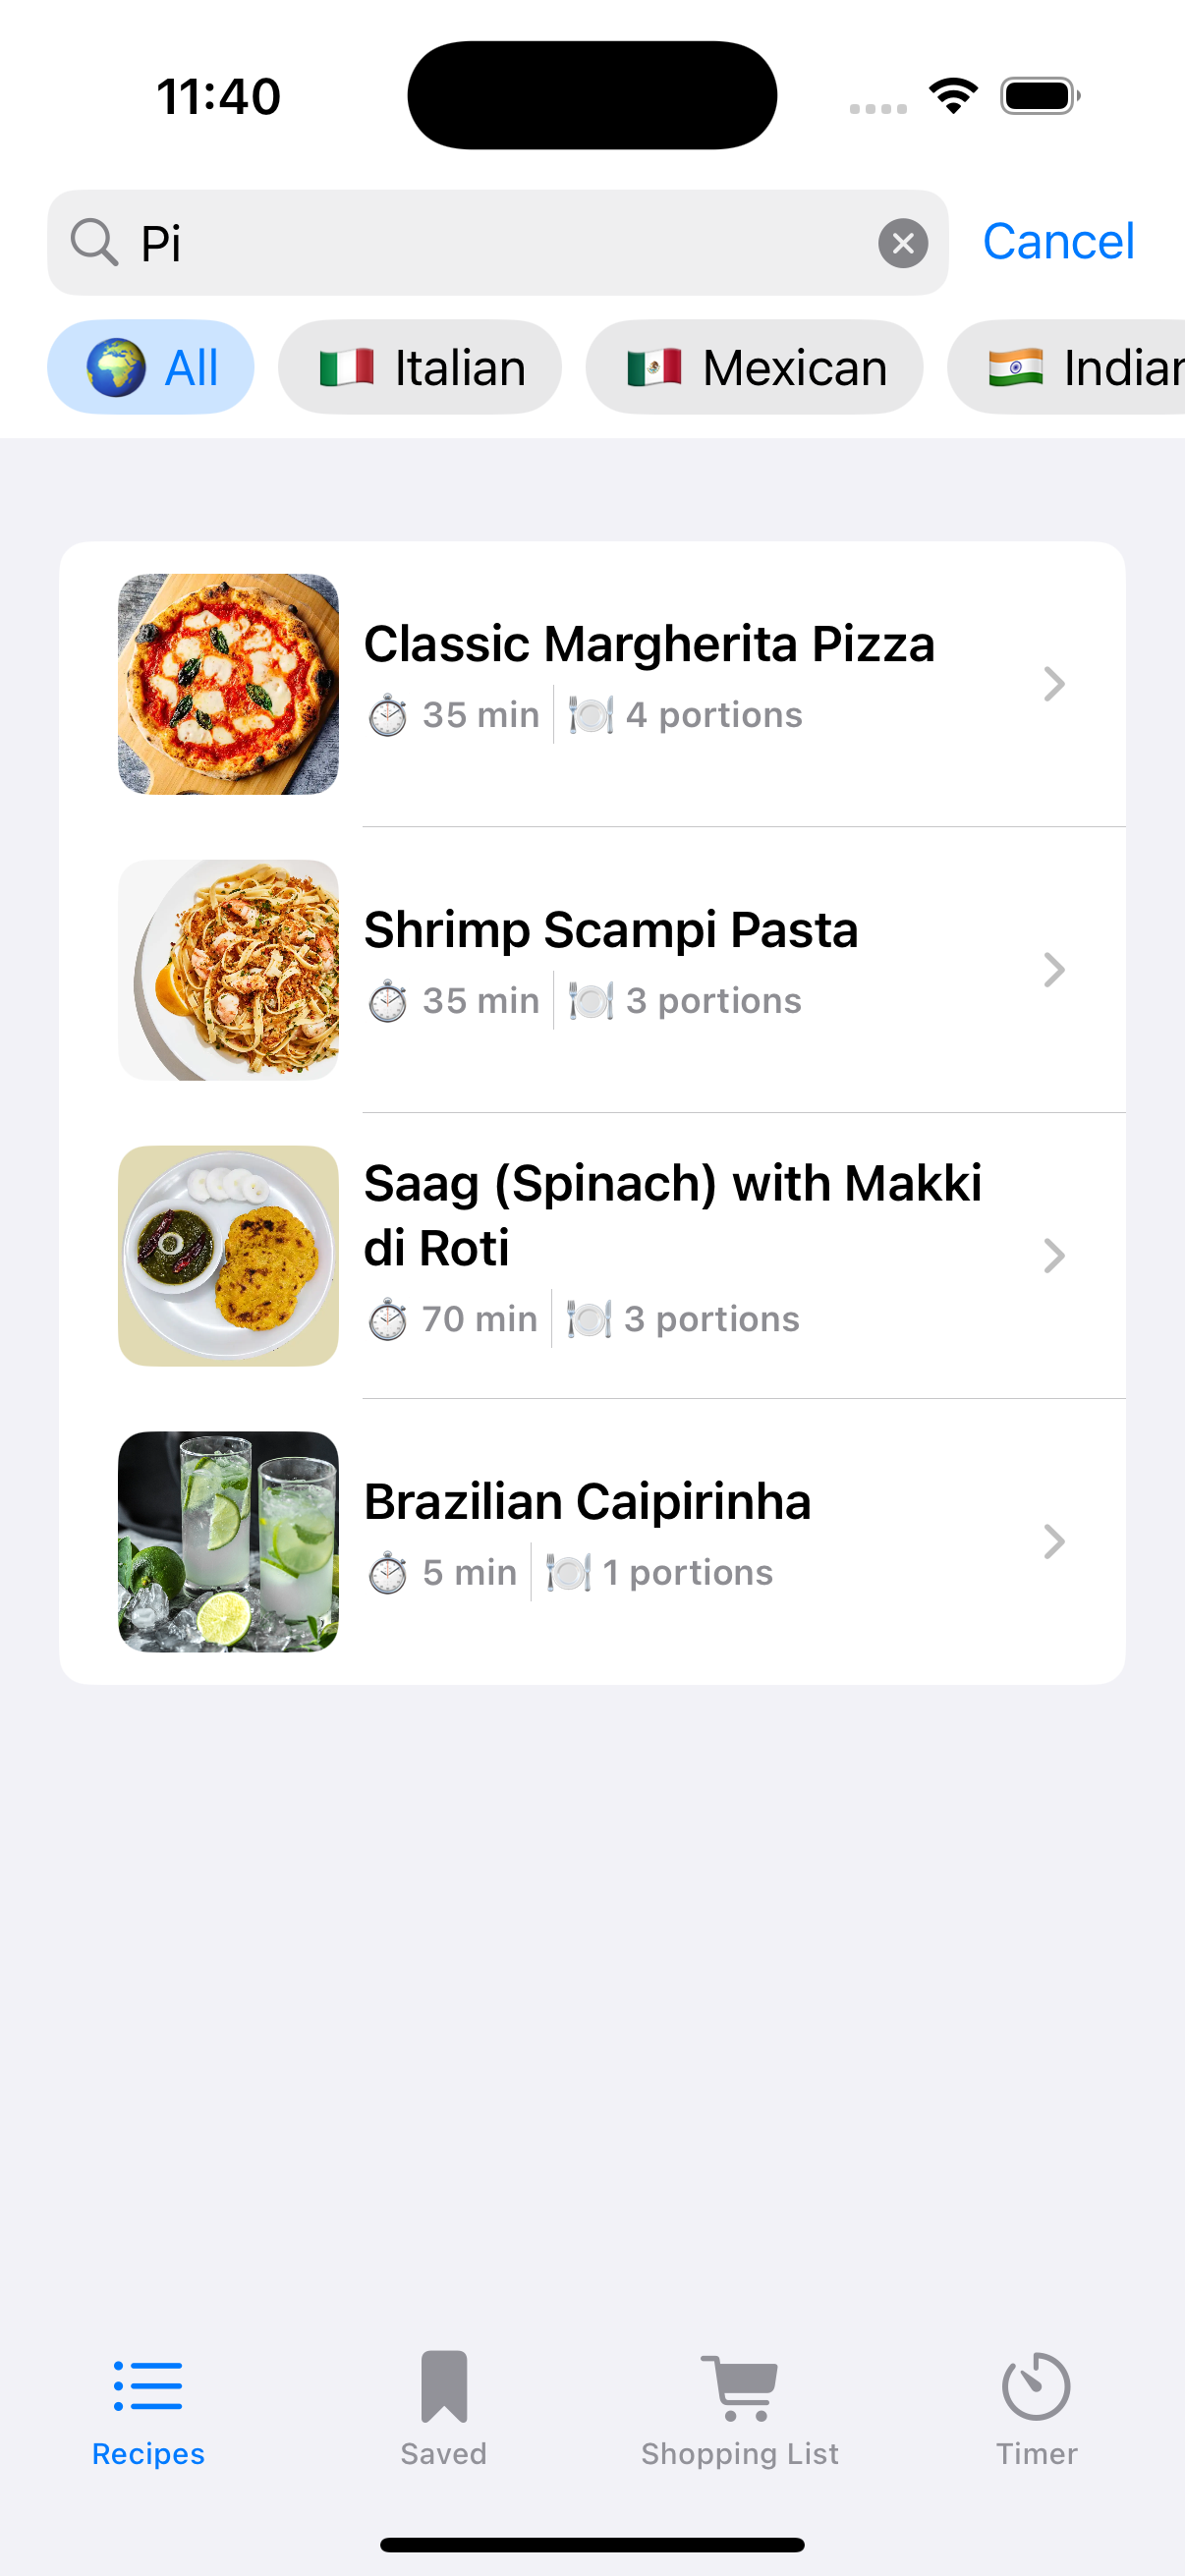 11:40
Pi
Cancel
All
Italian
Mexican
Indian
Classic Margherita Pizza
35 min
4 portions
Shrimp Scampi Pasta
35 min
3 portions
Saag (Spinach) with Makki
di Roti
70 min
3 portions
Brazilian Caipirinha
5 min
1 portions
Recipes
Saved
Shopping List
Timer